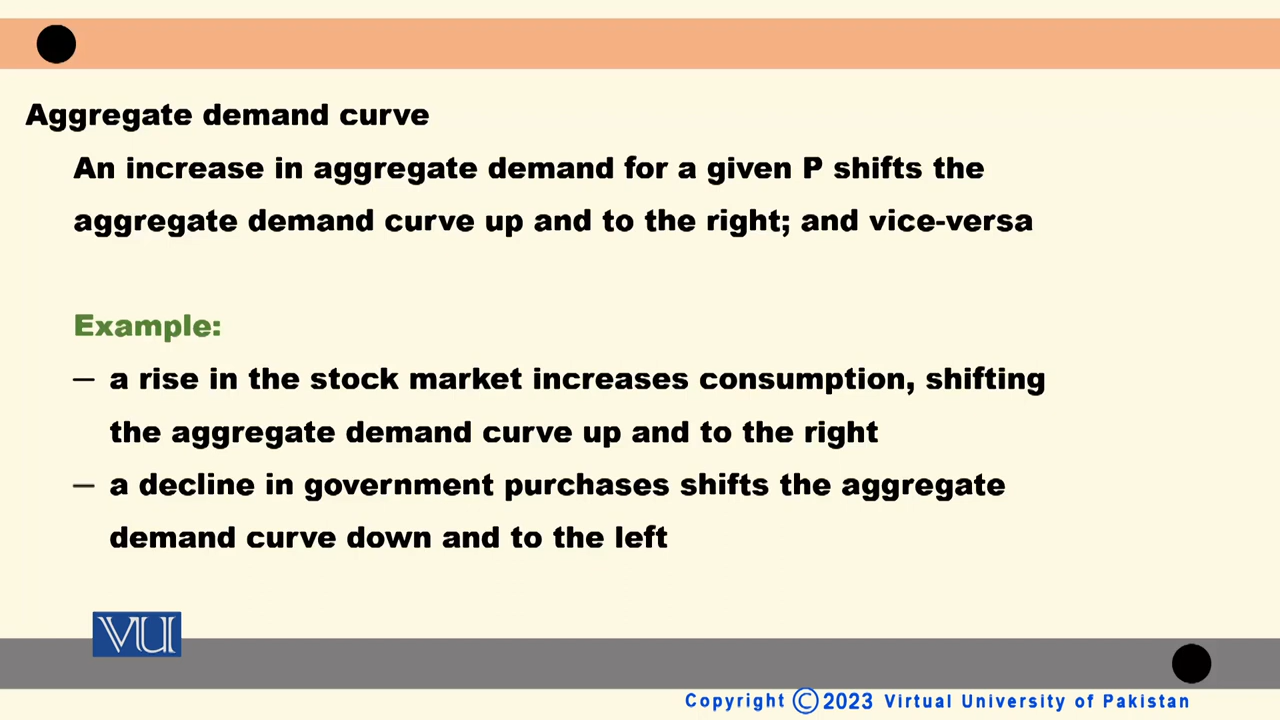 Aggregate demand curve
An increase in aggregate demand for a given P shifts the
aggregate demand curve up and to the right; and vice-versa
Example:
– a rise in the stock market increases consumption, shifting
the aggregate demand curve up and to the right
– a decline in government purchases shifts the aggregate
demand curve down and to the left
VU
Copyright ©2023 Virtual University of Pakistan